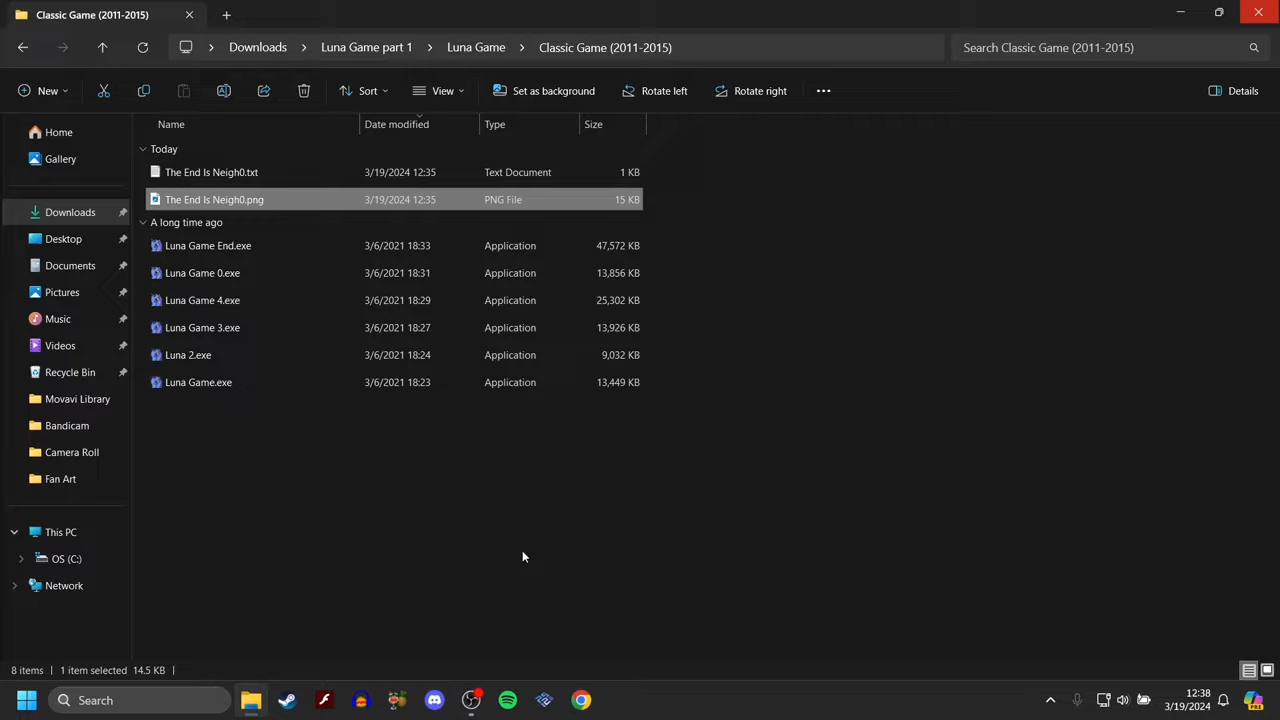 Classic Game (2011-2015)
Downloads > Luna Game part 1 > Luna Game > Classic Game (2011-2015)
Search Classic Game (2011-2015)
New Sort View Set as background Rotate left Rotate right ... Details
Home
Gallery
Downloads
Desktop
Documents
Pictures
Music
Videos
Recycle Bin
Movavi Library
Bandicam
Camera Roll
Fan Art
This PC
OS (C:)
Network
Name Date modified Type Size
Today
The End Is Neigh0.txt 3/19/2024 12:35 Text Document 1 KB
The End Is Neigh0.png 3/19/2024 12:35 PNG File 15 KB
A long time ago
Luna Game End.exe 3/6/2021 18:33 Application 47,572 KB
Luna Game 0.exe 3/6/2021 18:31 Application 13,856 KB
Luna Game 4.exe 3/6/2021 18:29 Application 25,302 KB
Luna Game 3.exe 3/6/2021 18:27 Application 13,926 KB
Luna 2.exe 3/6/2021 18:24 Application 9,032 KB
Luna Game.exe 3/6/2021 18:23 Application 13,449 KB
8 items 1 item selected 14.5 KB
Search
12:38
3/19/2024
PRE